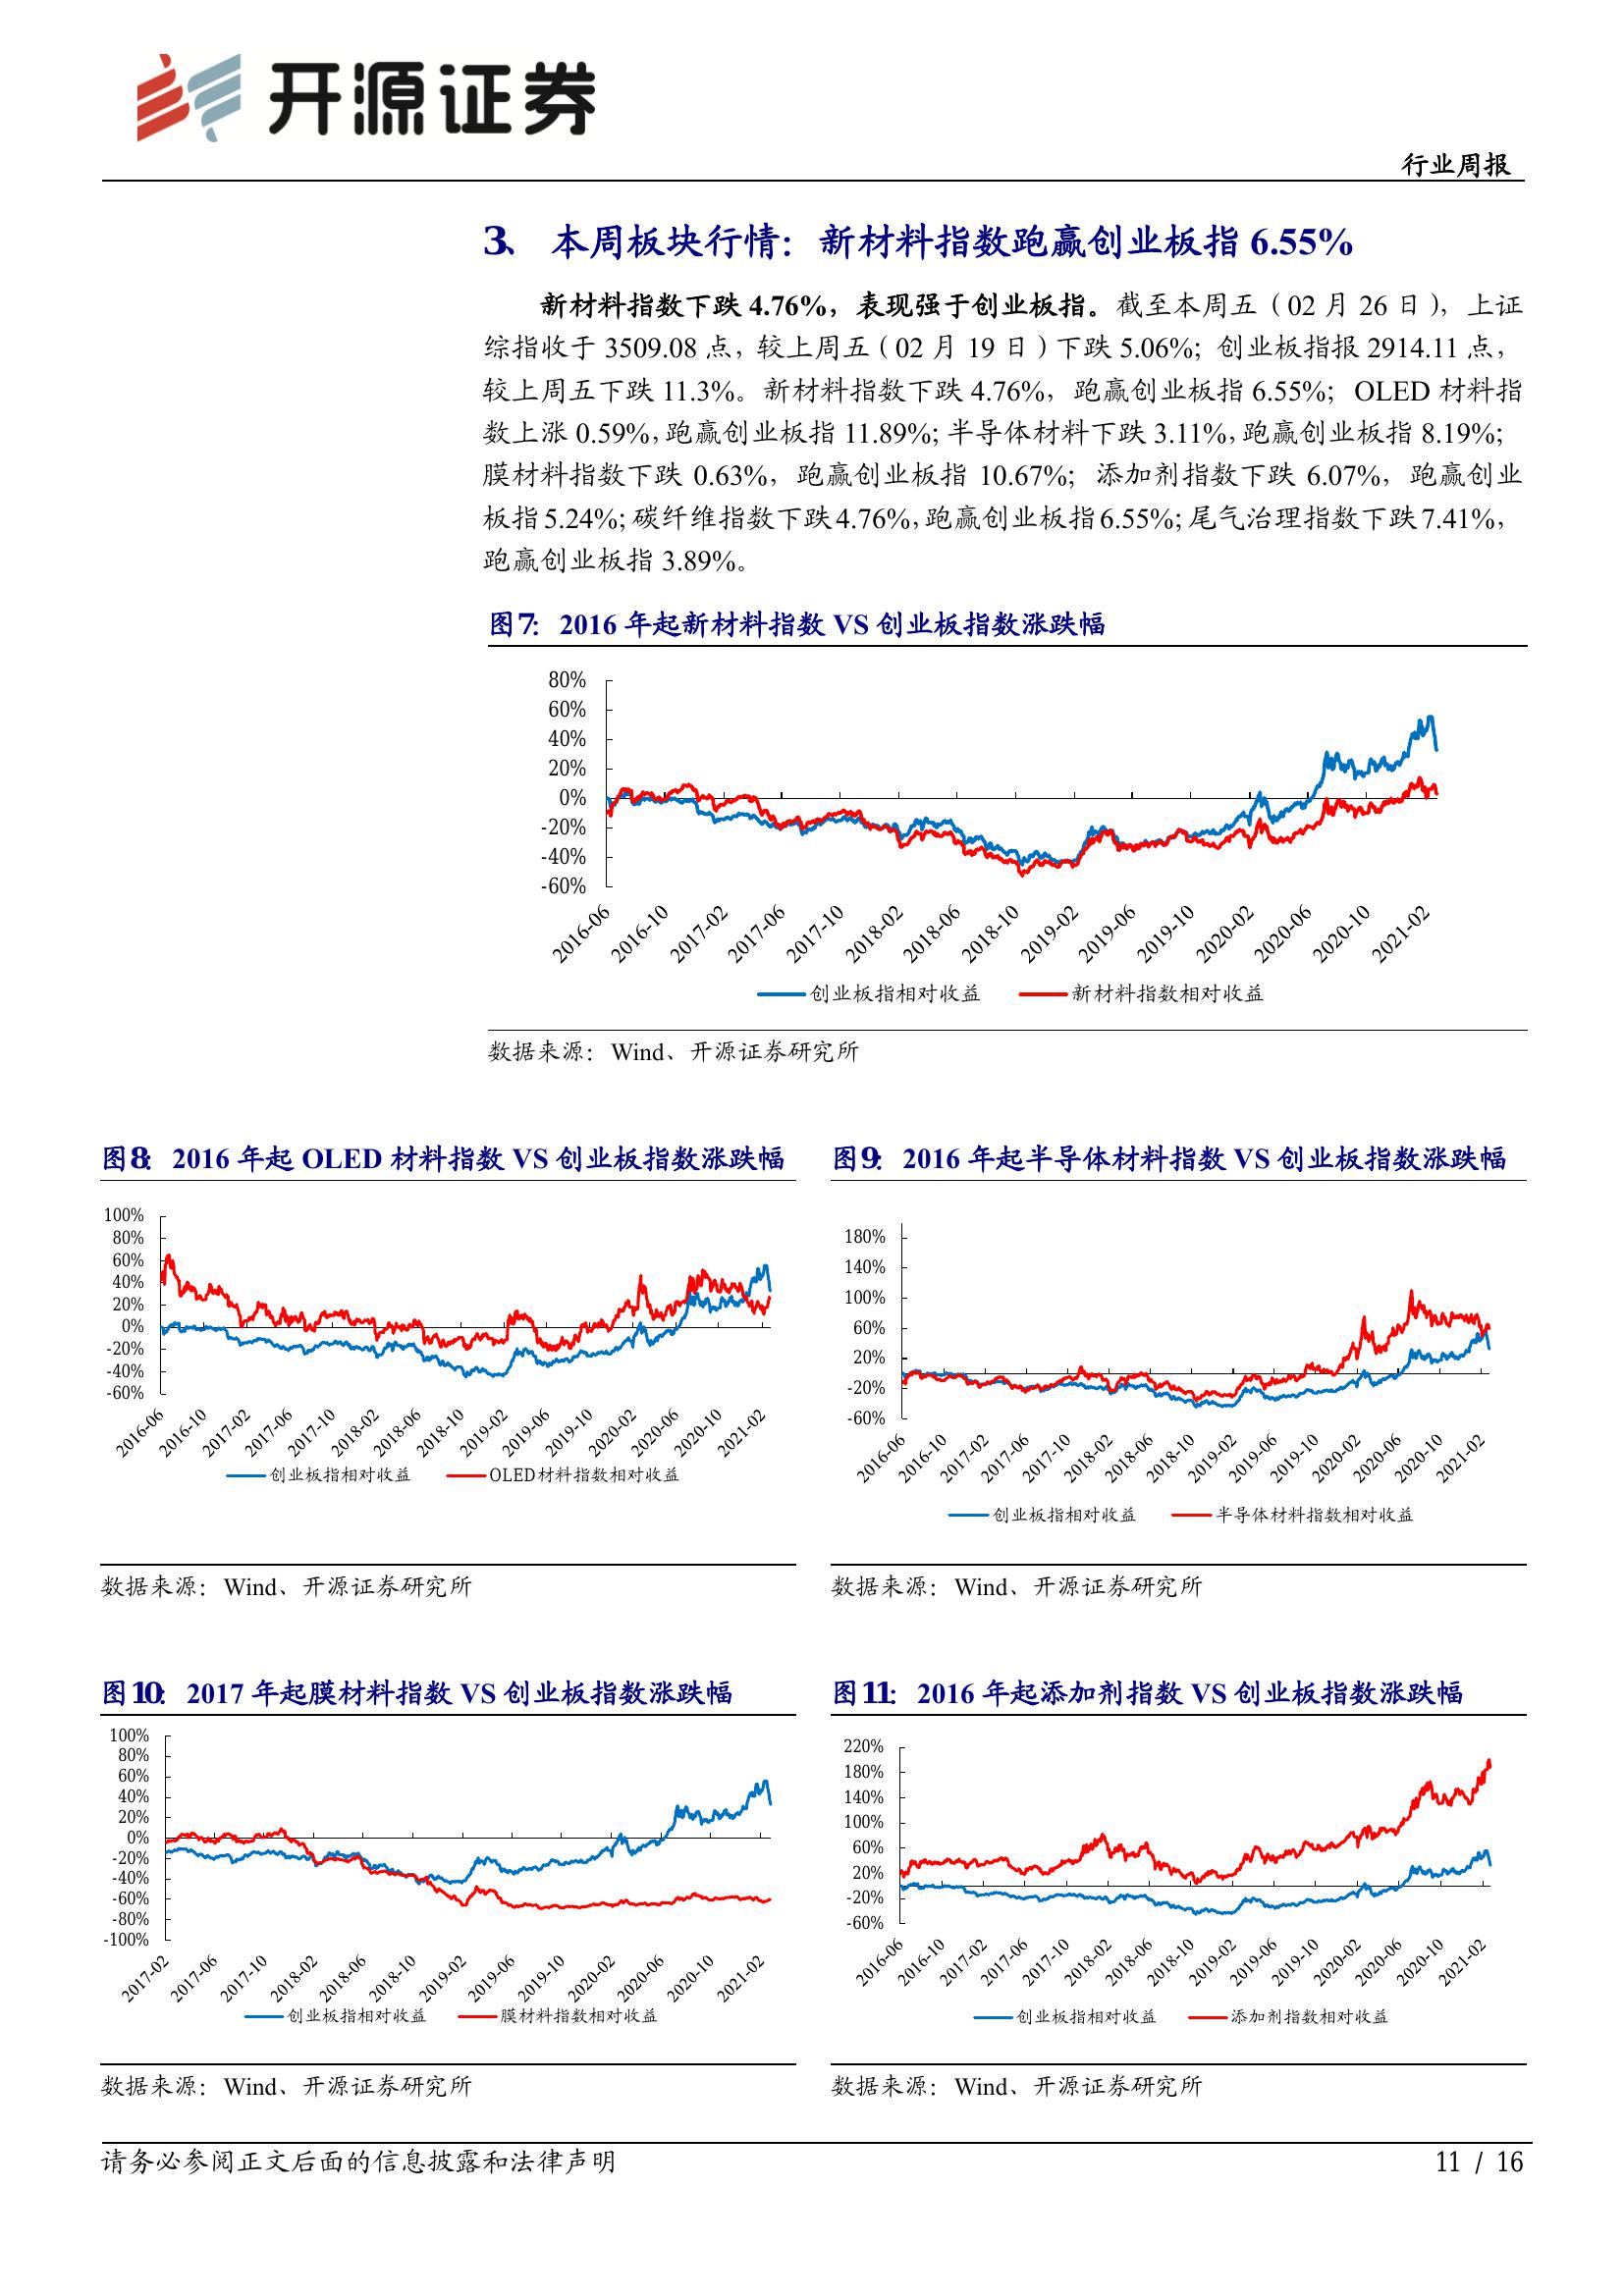 开源证券
行业周报
3、 本周板块行情：新材料指数跑赢创业板指 6.55%
新材料指数下跌 4.76%，表现强于创业板指。截至本周五（02 月 26 日），上证
综指收于 3509.08 点，较上周五（02 月 19 日）下跌 5.06%；创业板指报 2914.11 点，
较上周五下跌 11.3%。新材料指数下跌 4.76%，跑赢创业板指 6.55%；OLED 材料指
数上涨 0.59%，跑赢创业板指 11.89%；半导体材料下跌 3.11%，跑赢创业板指 8.19%；
膜材料指数下跌 0.63%，跑赢创业板指 10.67%；添加剂指数下跌 6.07%，跑赢创业
板指 5.24%；碳纤维指数下跌 4.76%，跑赢创业板指 6.55%；尾气治理指数下跌 7.41%，
跑赢创业板指 3.89%。
图7： 2016 年起新材料指数 VS 创业板指数涨跌幅
80%
60%
40%
20%
0%
-20%
-40%
-60%
2016-06 2016-10 2017-02 2017-06 2017-10 2018-02 2018-06 2018-10 2019-02 2019-06 2019-10 2020-02 2020-06 2020-10 2021-02
创业板指相对收益 新材料指数相对收益
数据来源：Wind、开源证券研究所
图8： 2016 年起 OLED 材料指数 VS 创业板指数涨跌幅
100%
80%
60%
40%
20%
0%
-20%
-40%
-60%
2016-06 2016-10 2017-02 2017-06 2017-10 2018-02 2018-06 2018-10 2019-02 2019-06 2019-10 2020-02 2020-06 2020-10 2021-02
创业板指相对收益 OLED材料指数相对收益
数据来源：Wind、开源证券研究所
图9： 2016 年起半导体材料指数 VS 创业板指数涨跌幅
180%
140%
100%
60%
20%
-20%
-60%
2016-06 2016-10 2017-02 2017-06 2017-10 2018-02 2018-06 2018-10 2019-02 2019-06 2019-10 2020-02 2020-06 2020-10 2021-02
创业板指相对收益 半导体材料指数相对收益
数据来源：Wind、开源证券研究所
图10： 2017 年起膜材料指数 VS 创业板指数涨跌幅
100%
80%
60%
40%
20%
0%
-20%
-40%
-60%
-80%
-100%
2017-02 2017-06 2017-10 2018-02 2018-06 2018-10 2019-02 2019-06 2019-10 2020-02 2020-06 2020-10 2021-02
创业板指相对收益 膜材料指数相对收益
数据来源：Wind、开源证券研究所
图11： 2016 年起添加剂指数 VS 创业板指数涨跌幅
220%
180%
140%
100%
60%
20%
-20%
-60%
2016-06 2016-10 2017-02 2017-06 2017-10 2018-02 2018-06 2018-10 2019-02 2019-06 2019-10 2020-02 2020-06 2020-10 2021-02
创业板指相对收益 添加剂指数相对收益
数据来源：Wind、开源证券研究所
请务必参阅正文后面的信息披露和法律声明
11 / 16